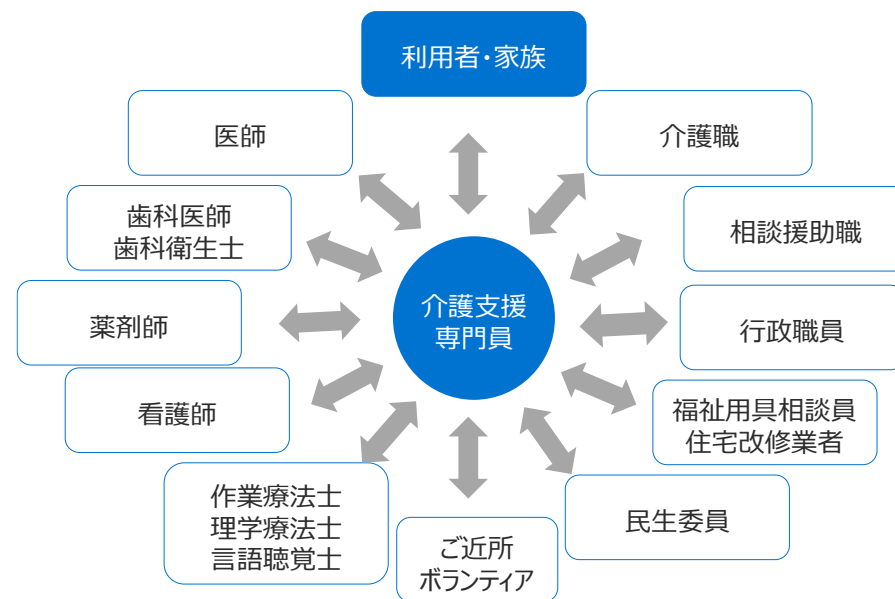 利用者・家族
医師
介護職
歯科医師
歯科衛生士
相談援助職
介護支援
専門員
薬剤師
行政職員
看護師
福祉用具相談員
住宅改修業者
作業療法士
理学療法士
言語聴覚士
民生委員
ご近所
ボランティア